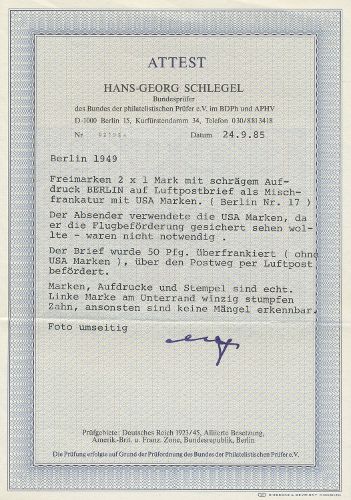 ATTEST
HANS-GEORG SCHLEGEL
Bundesprüfer
des Bundes der philatelistischen Prüfer e.V. im BDPh und APHV
D-1000 Berlin 15, Kurfürstendamm 34, Telefon 030/8813418
Nr. Datum 24.9.85
Berlin 1949
Freimarken 2 x 1 Mark mit schrägem Auf-
druck BERLIN auf Luftpostbrief als Misch-
frankatur mit USA Marken. ( Berlin Nr. 17 )
Der Absender verwendete die USA Marken, da
er die Flugbeförderung gesichert sehen wol-
lte - waren nicht notwendig .
Der Brief wurde 50 Pfg. überfrankiert ( ohne
USA Marken ), über den Postweg per Luftpost
befördert.
Marken, Aufdrucke und Stempel sind echt.
Linke Marke am Unterrand winzig stumpfen
Zahn, ansonsten sind keine Mängel erkennbar.
Foto umseitig
Prüfgebiete: Deutsches Reich 1923/45, Alliierte Besetzung,
Amerik.-Brit. u. Franz. Zone, Bundesrepublik, Berlin
Die Prüfung erfolgte auf Grund der Prüfordnung des Bundes der Philatelistischen Prüfer e.V.